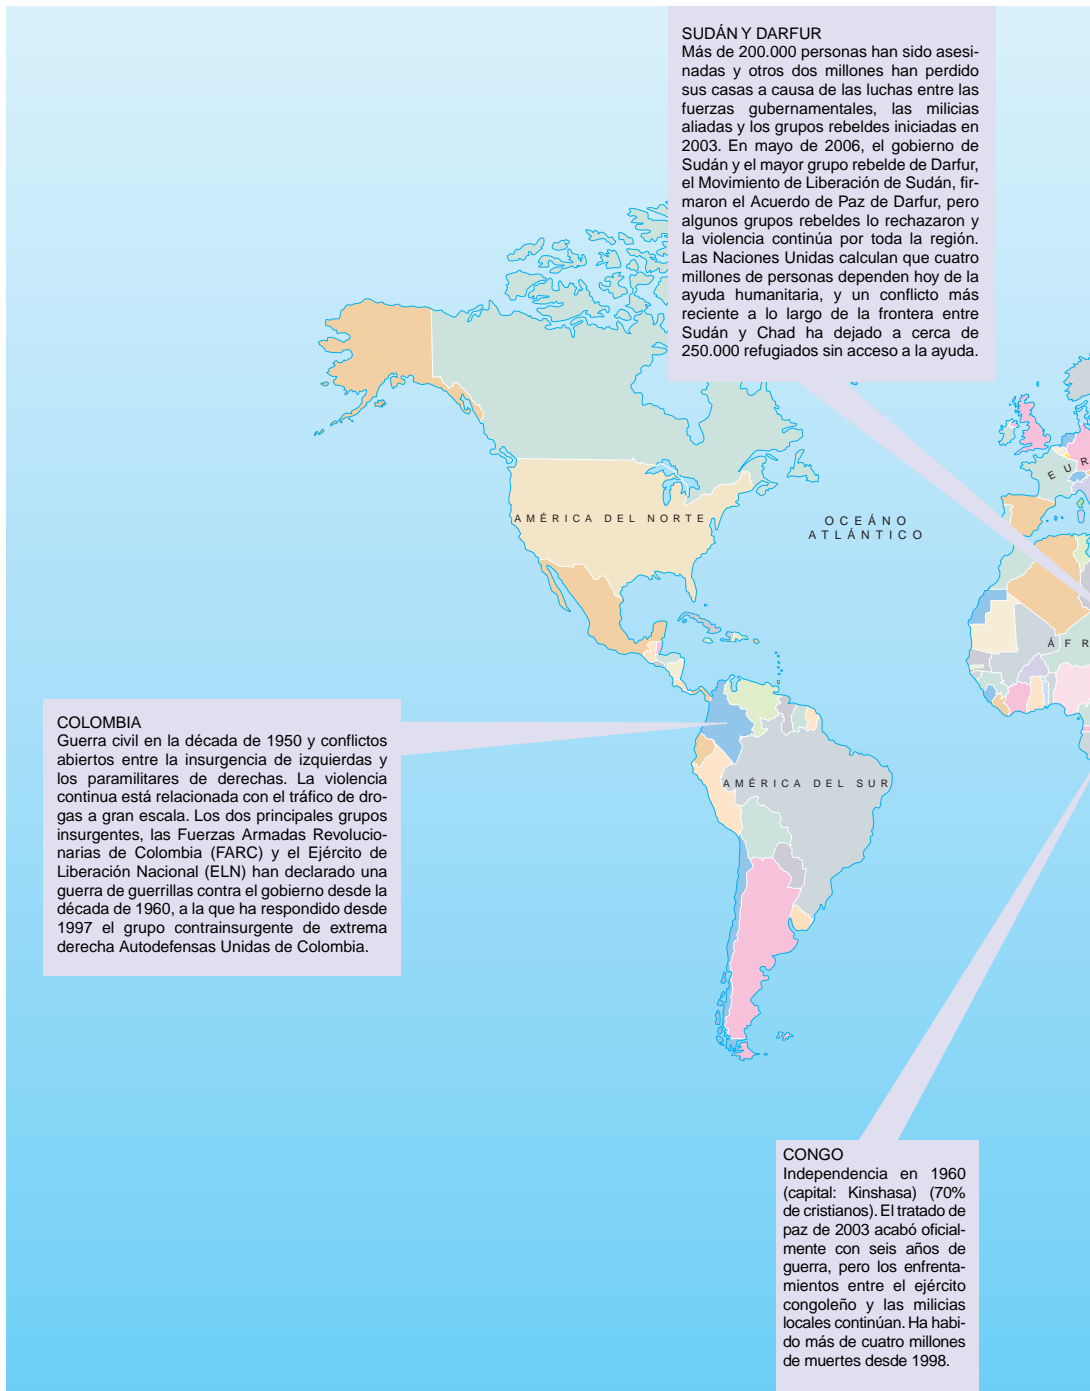 SUDÁN Y DARFUR
Más de 200.000 personas han sido asesi-
nadas y otros dos millones han perdido
sus casas a causa de las luchas entre las
fuerzas gubernamentales, las milicias
aliadas y los grupos rebeldes iniciadas en
2003. En mayo de 2006, el gobierno de
Sudán y el mayor grupo rebelde de Darfur,
el Movimiento de Liberación de Sudán, fir-
maron el Acuerdo de Paz de Darfur, pero
algunos grupos rebeldes lo rechazaron y
la violencia continúa por toda la región.
Las Naciones Unidas calculan que cuatro
millones de personas dependen hoy de la
ayuda humanitaria, y un conflicto más
reciente a lo largo de la frontera entre
Sudán y Chad ha dejado a cerca de
250.000 refugiados sin acceso a la ayuda.
EUR
AMÉRICA DEL NORTE
OCEÁNO
ATLÁNTICO
ÁFR
COLOMBIA
Guerra civil en la década de 1950 y conflictos
abiertos entre la insurgencia de izquierdas y
los paramilitares de derechas. La violencia
continua está relacionada con el tráfico de dro-
gas a gran escala. Los dos principales grupos
insurgentes, las Fuerzas Armadas Revolucio-
narias de Colombia (FARC) y el Ejército de
Liberación Nacional (ELN) han declarado una
guerra de guerrillas contra el gobierno desde la
década de 1960, a la que ha respondido desde
1997 el grupo contrainsurgente de extrema
derecha Autodefensas Unidas de Colombia.
AMÉRICA DEL SUR
CONGO
Independencia en 1960
(capital: Kinshasa) (70%
de cristianos). El tratado de
paz de 2003 acabó oficial-
mente con seis años de
guerra, pero los enfrenta-
mientos entre el ejército
congoleño y las milicias
locales continúan. Ha habi-
do más de cuatro millones
de muertes desde 1998.